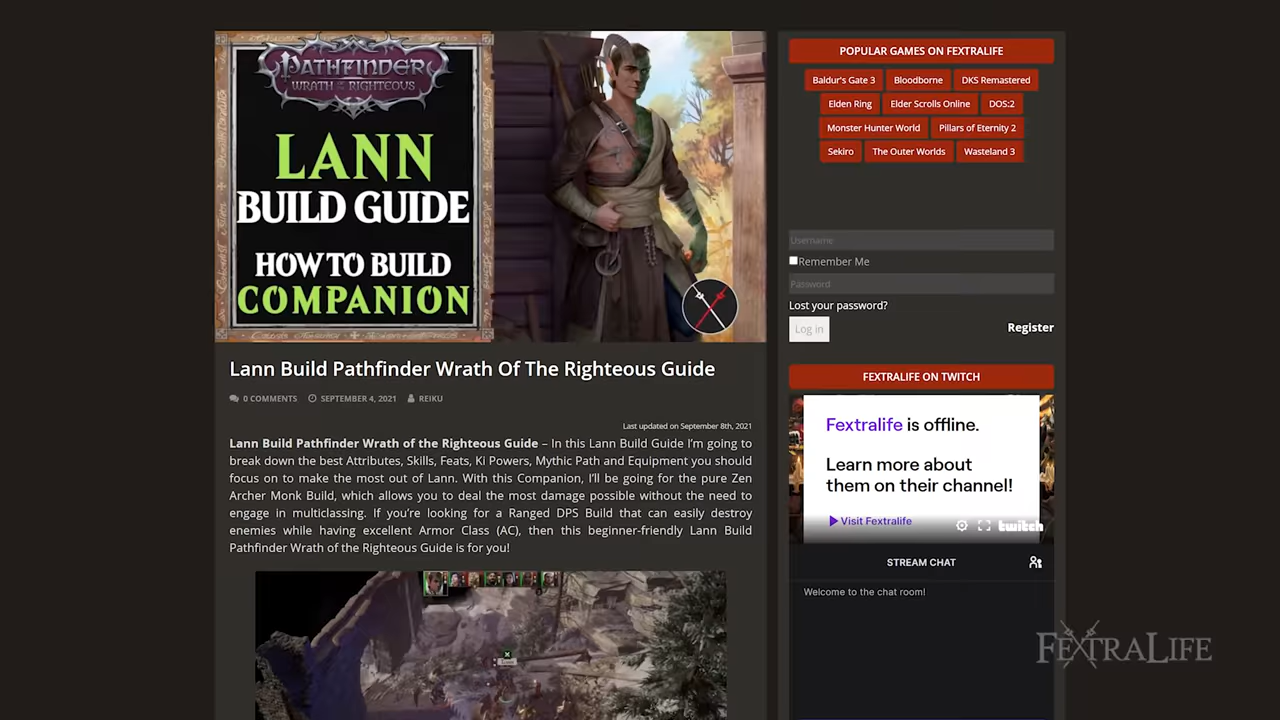 PATHFINDER
WRATH OF THE RIGHTEOUS
LANN
BUILD GUIDE
HOW TO BUILD
COMPANION
Lann Build Pathfinder Wrath Of The Righteous Guide
0 COMMENTS SEPTEMBER 4, 2021 REIKU
Last updated on September 8th, 2021
Lann Build Pathfinder Wrath of the Righteous Guide – In this Lann Build Guide I'm going to
break down the best Attributes, Skills, Feats, Ki Powers, Mythic Path and Equipment you should
focus on to make the most out of Lann. With this Companion, I'll be going for the pure Zen
Archer Monk Build, which allows you to deal the most damage possible without the need to
engage in multiclassing. If you're looking for a Ranged DPS Build that can easily destroy
enemies while having excellent Armor Class (AC), then this beginner-friendly Lann Build
Pathfinder Wrath of the Righteous Guide is for you!
POPULAR GAMES ON FEXTRALIFE
Baldur's Gate 3 Bloodborne DKS Remastered
Elden Ring Elder Scrolls Online DOS:2
Monster Hunter World Pillars of Eternity 2
Sekiro The Outer Worlds Wasteland 3
Username
Remember Me
Password
Lost your password?
Log in Register
FEXTRALIFE ON TWITCH
Fextralife is offline.
Learn more about
them on their channel!
Visit Fextralife twitch
STREAM CHAT
Welcome to the chat room!
FEXTRALIFE